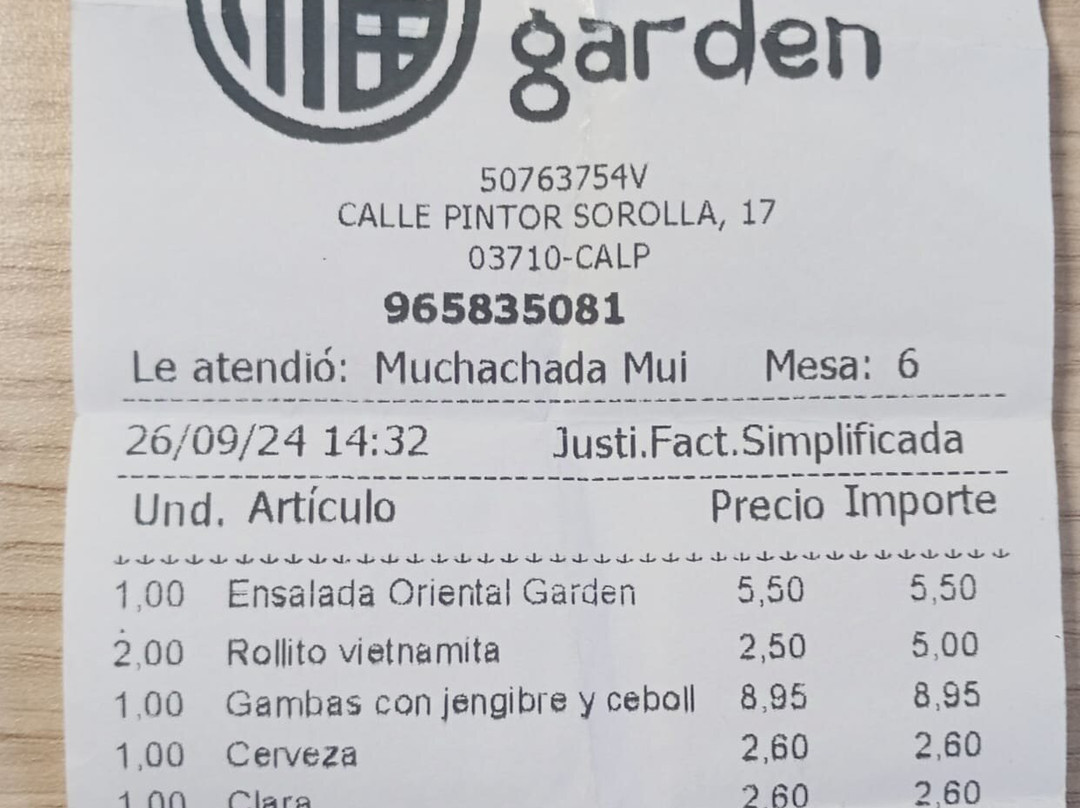 garden
50763754V
CALLE PINTOR SOROLLA, 17
03710-CALP
965835081
Le atendió: Muchachada Mui Mesa: 6
26/09/24 14:32 Justi.Fact.Simplificada
Und. Artículo Precio Importe
1,00 Ensalada Oriental Garden 5,50 5,50
2,00 Rollito vietnamita 2,50 5,00
1,00 Gambas con jengibre y ceboll 8,95 8,95
1,00 Cerveza 2,60 2,60
1,00 Clara 2,60 2,60